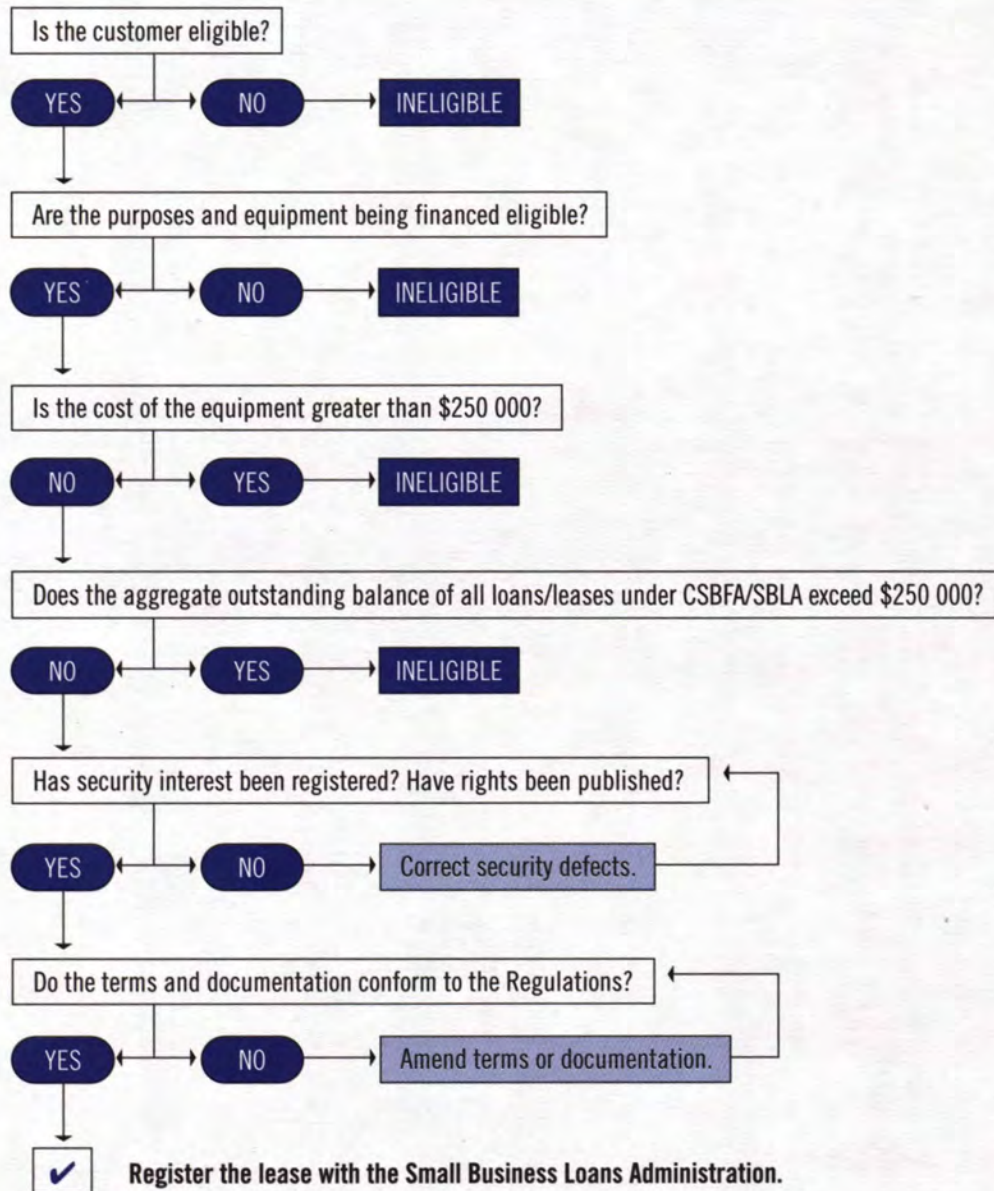 Is the customer eligible?
YES NO INELIGIBLE
Are the purposes and equipment being financed eligible?
YES NO INELIGIBLE
Is the cost of the equipment greater than $250 000?
NO YES INELIGIBLE
Does the aggregate outstanding balance of all loans/leases under CSBFA/SBLA exceed $250 000?
NO YES INELIGIBLE
Has security interest been registered? Have rights been published?
YES NO Correct security defects.
Do the terms and documentation conform to the Regulations?
YES NO Amend terms or documentation.
✔ Register the lease with the Small Business Loans Administration.